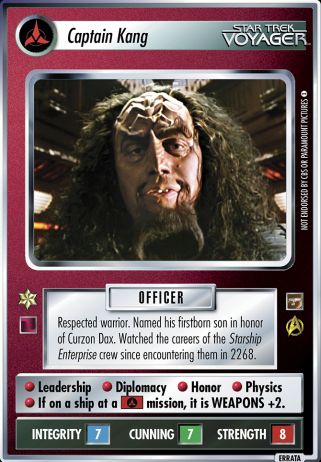 Captain Kang
STAR TREK
VOYAGER
NOT ENDORSED BY CBS OR PARAMOUNT PICTURES
OFFICER
Respected warrior. Named his firstborn son in honor
of Curzon Dax. Watched the careers of the Starship
Enterprise crew since encountering them in 2268.
Leadership Diplomacy Honor Physics
If on a ship at a mission, it is WEAPONS +2.
INTEGRITY 7 CUNNING 7 STRENGTH 8
ERRATA